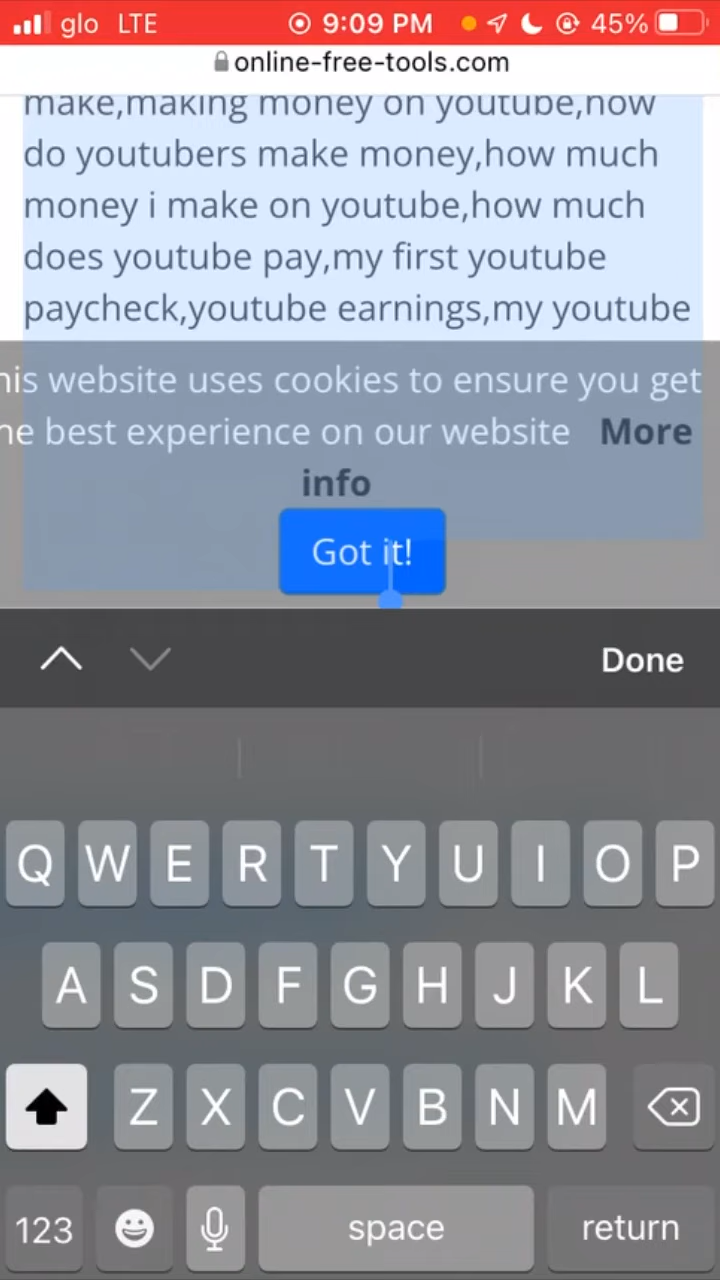 glo LTE 9:09 PM 45%
online-free-tools.com
make,making money on youtube,how
do youtubers make money,how much
money i make on youtube,how much
does youtube pay,my first youtube
paycheck,youtube earnings,my youtube
his website uses cookies to ensure you get
he best experience on our website More
info
Got it!
Done
Q W E R T Y U I O P
A S D F G H J K L
Z X C V B N M
123 space return